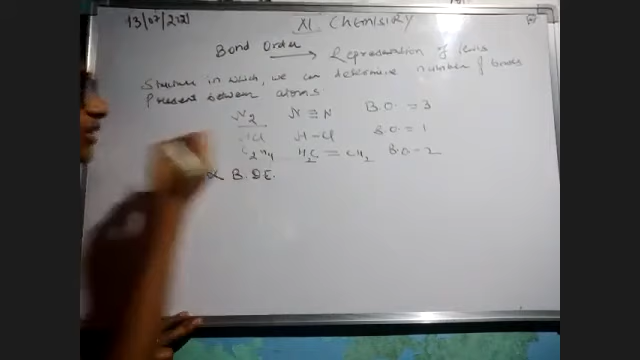 13/07/2021 XI Chemistry
Bond Order → Representation of lewis
Structure in which, we can determine number of bonds
Present between atoms
N2 N ≡ N B.O. = 3
HCl H - Cl B.O. = 1
C2H4 H2C = CH2 B.O. = 2
∝ B.D.E.